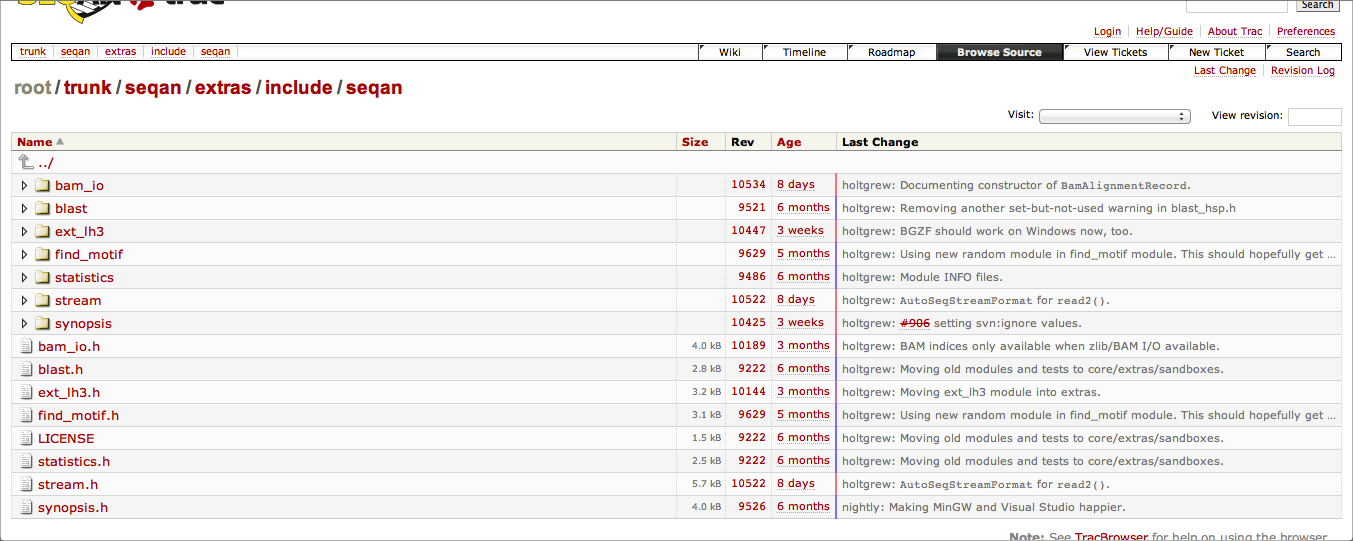 trac
Search
Login Help/Guide About Trac Preferences
trunk seqan extras include seqan Wiki Timeline Roadmap Browse Source View Tickets New Ticket Search
Last Change Revision Log
root / trunk / seqan / extras / include / seqan
Visit: View revision:
Name Size Rev Age Last Change
../
bam_io 10534 8 days holtgrew: Documenting constructor of BamAlignmentRecord.
blast 9521 6 months holtgrew: Removing another set-but-not-used warning in blast_hsp.h
ext_lh3 10447 3 weeks holtgrew: BGZF should work on Windows now, too.
find_motif 9629 5 months holtgrew: Using new random module in find_motif module. This should hopefully get ...
statistics 9486 6 months holtgrew: Module INFO files.
stream 10522 8 days holtgrew: AutoSeqStreamFormat for read2().
synopsis 10425 3 weeks holtgrew: #906 setting svn:ignore values.
bam_io.h 4.0 kB 10189 3 months holtgrew: BAM indices only available when zlib/BAM I/O available.
blast.h 2.8 kB 9222 6 months holtgrew: Moving old modules and tests to core/extras/sandboxes.
ext_lh3.h 3.2 kB 10144 3 months holtgrew: Moving ext_lh3 module into extras.
find_motif.h 3.1 kB 9629 5 months holtgrew: Using new random module in find_motif module. This should hopefully get ...
LICENSE 1.5 kB 9222 6 months holtgrew: Moving old modules and tests to core/extras/sandboxes.
statistics.h 2.5 kB 9222 6 months holtgrew: Moving old modules and tests to core/extras/sandboxes.
stream.h 5.7 kB 10522 8 days holtgrew: AutoSeqStreamFormat for read2().
synopsis.h 4.0 kB 9526 6 months nightly: Making MinGW and Visual Studio happier.
Note: See TracBrowser for help on using the browser.